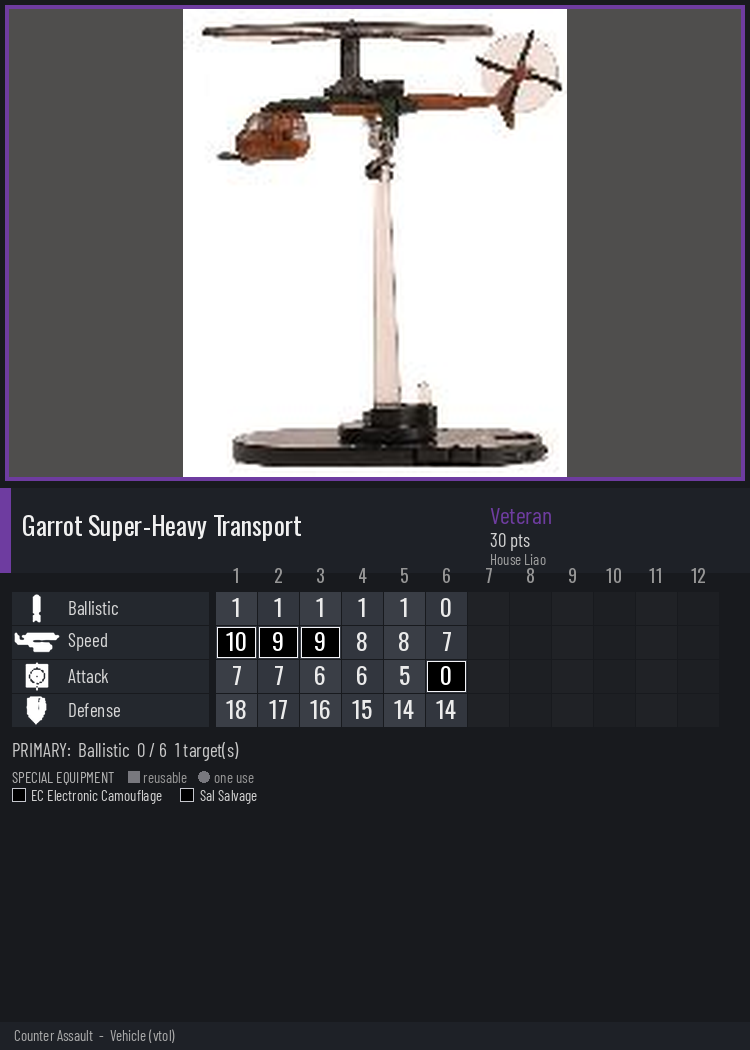 Garrot Super-Heavy Transport
Veteran
30 pts
House Liao
1 2 3 4 5 6 7 8 9 10 11 12
Ballistic 1 1 1 1 1 0
Speed 10 9 9 8 8 7
Attack 7 7 6 6 5 0
Defense 18 17 16 15 14 14
PRIMARY: Ballistic 0 / 6 1 target(s)
SPECIAL EQUIPMENT reusable one use
EC Electronic Camouflage Sal Salvage
Counter Assault - Vehicle (vtol)